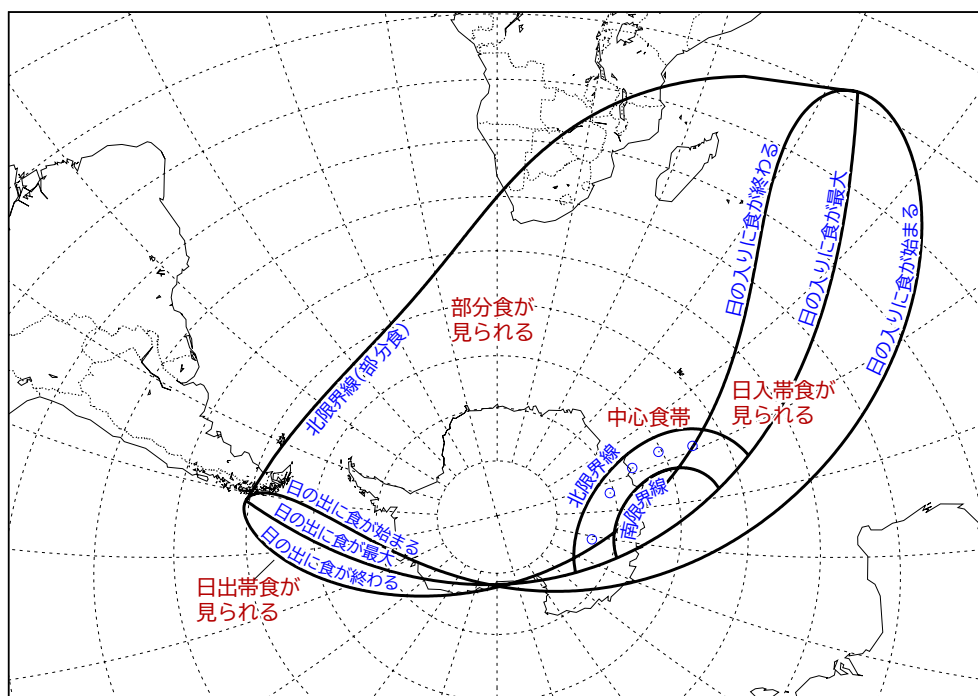 日の入りに食が終わる
日の入りに食が最大
日の入りに食が始まる
部分食が
見られる
北限界線(部分食)
日入帯食が
見られる
中心食帯
北限界線
南限界線
日の出に食が始まる
日の出に食が最大
日の出に食が終わる
日出帯食が
見られる